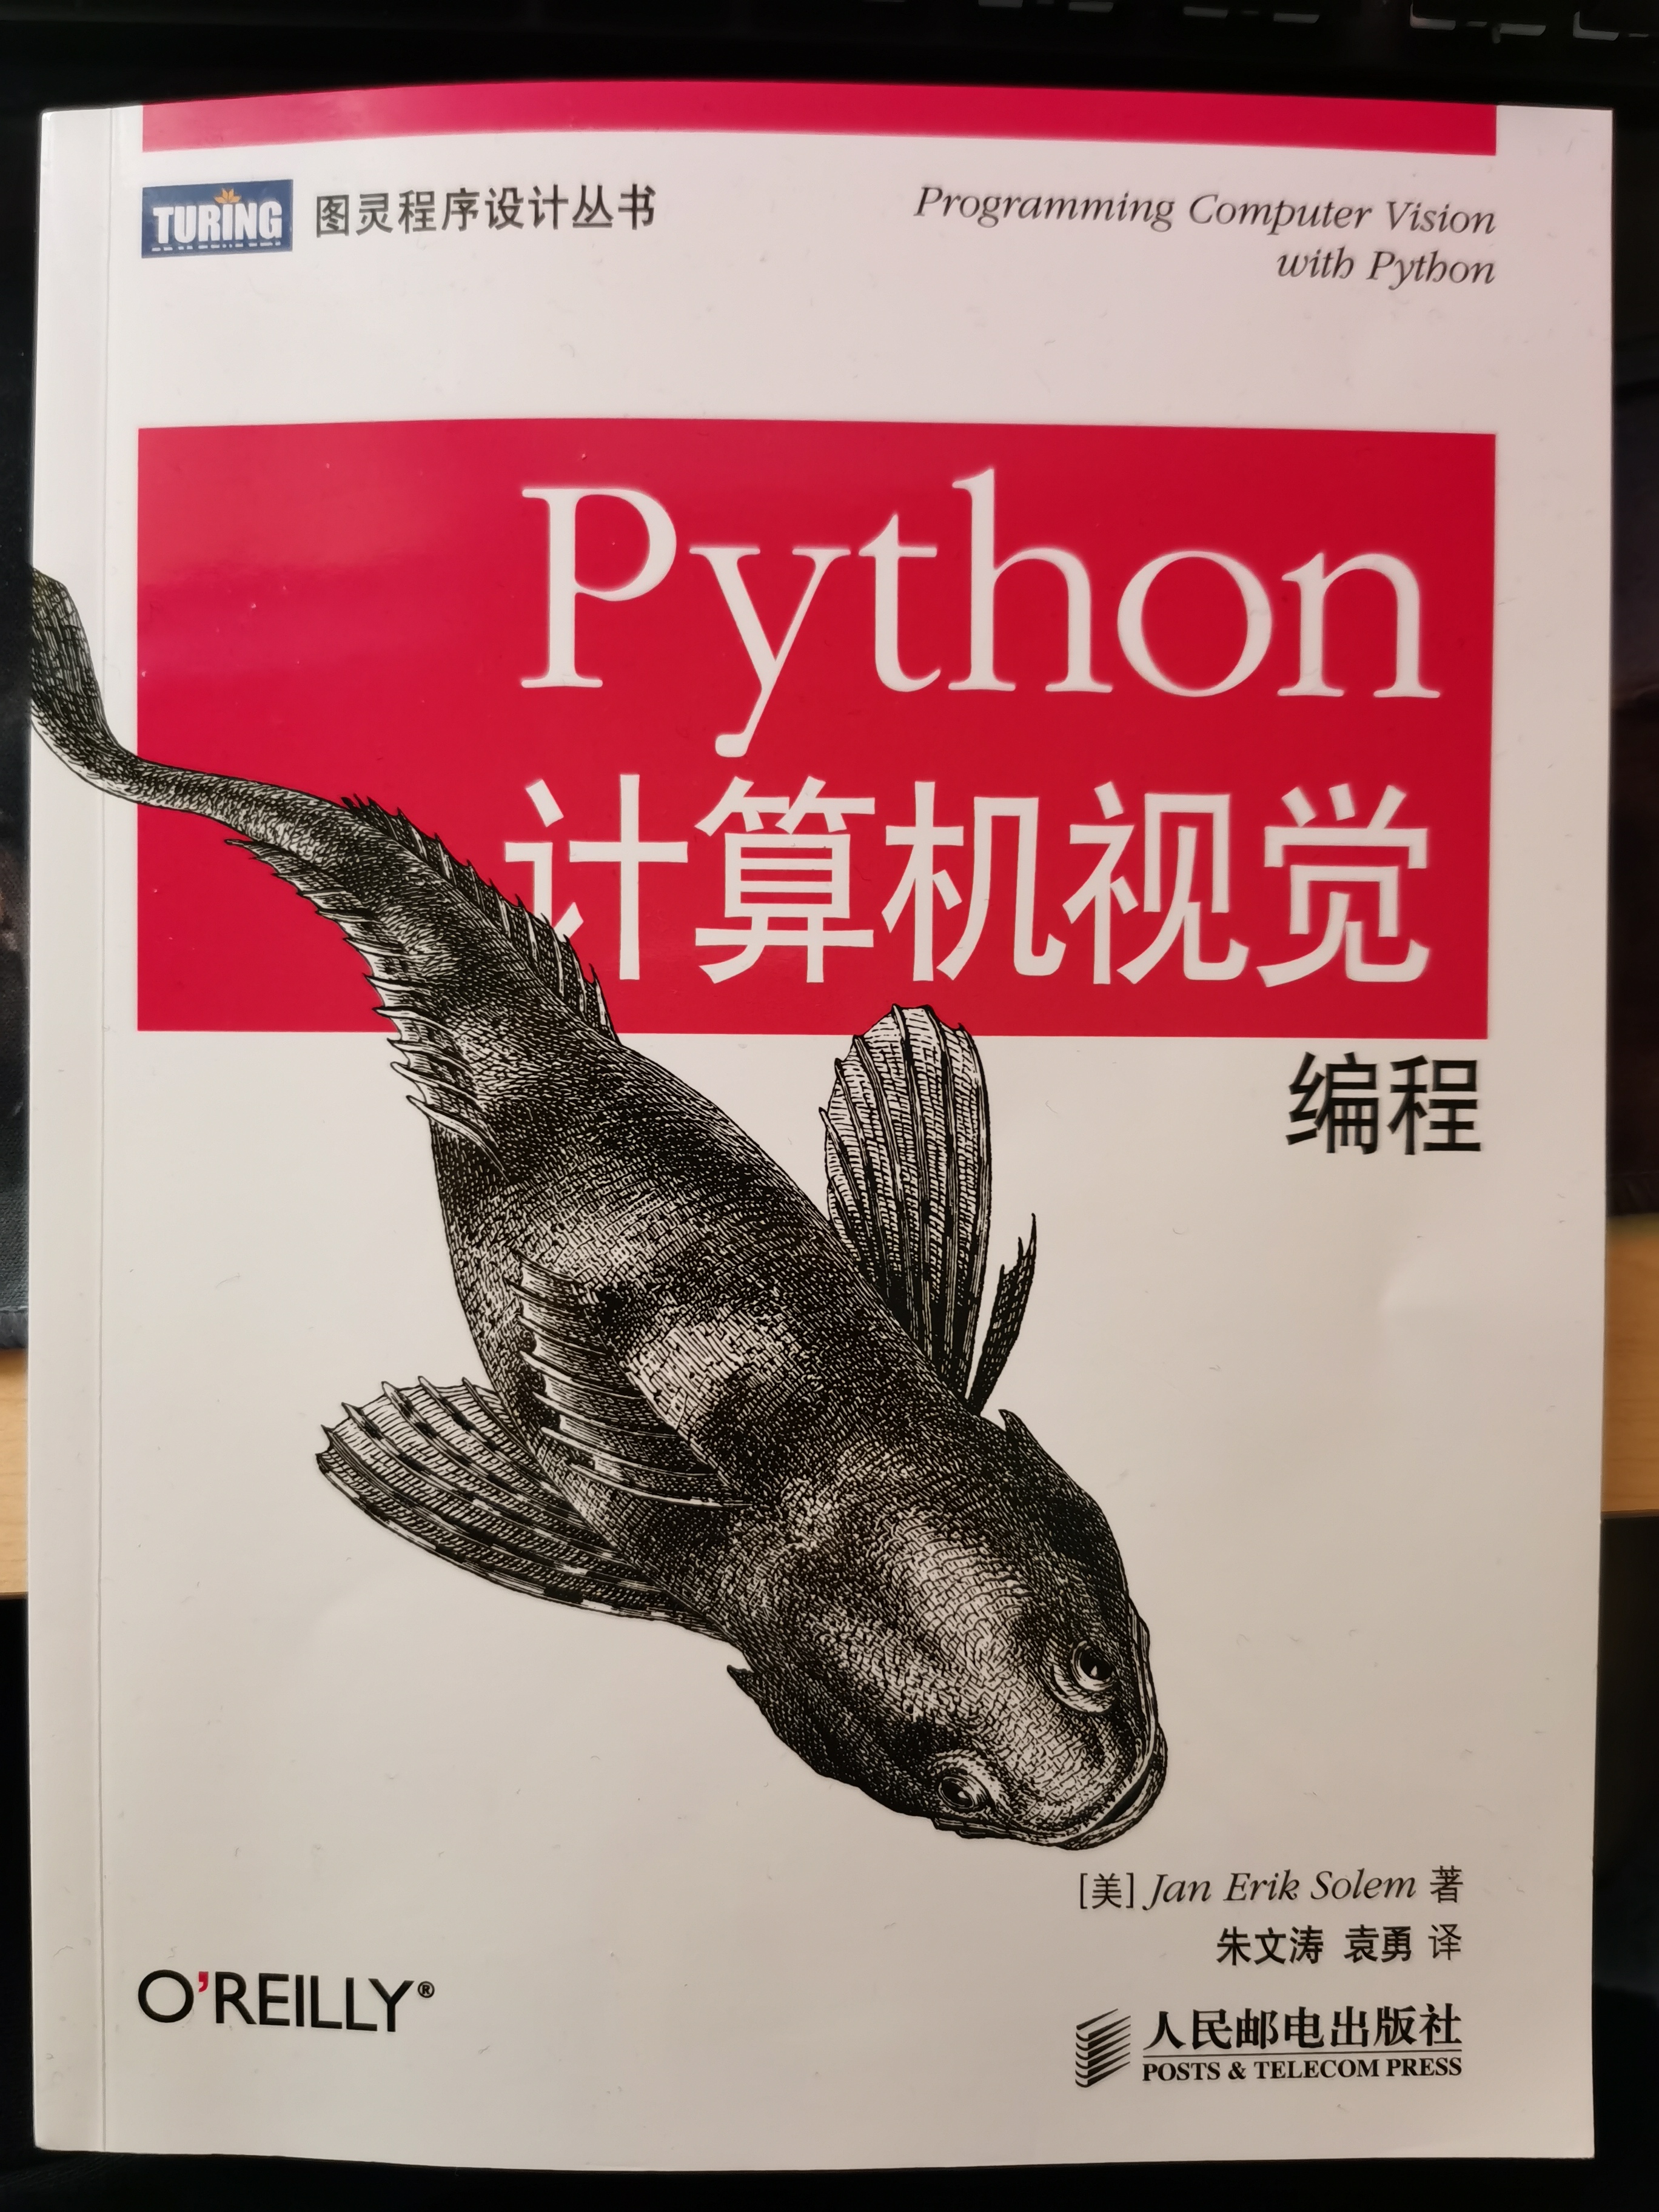 TURING 图灵程序设计丛书
Programming Computer Vision
with Python
Python
计算机视觉
编程
[美] Jan Erik Solem 著
朱文涛 袁勇 译
O'REILLY®
人民邮电出版社
POSTS & TELECOM PRESS